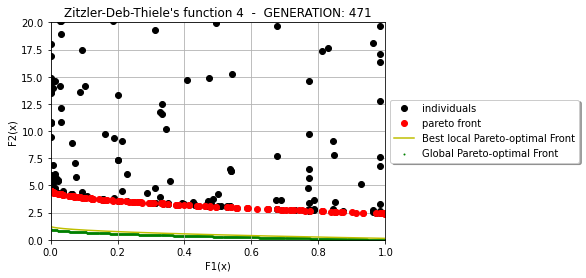 Zitzler-Deb-Thiele's function 4 - GENERATION: 471
20.0
17.5
15.0
12.5
10.0
7.5
5.0
2.5
0.0
F2(x)
0.0 0.2 0.4 0.6 0.8 1.0
F1(x)
individuals
pareto front
Best local Pareto-optimal Front
Global Pareto-optimal Front